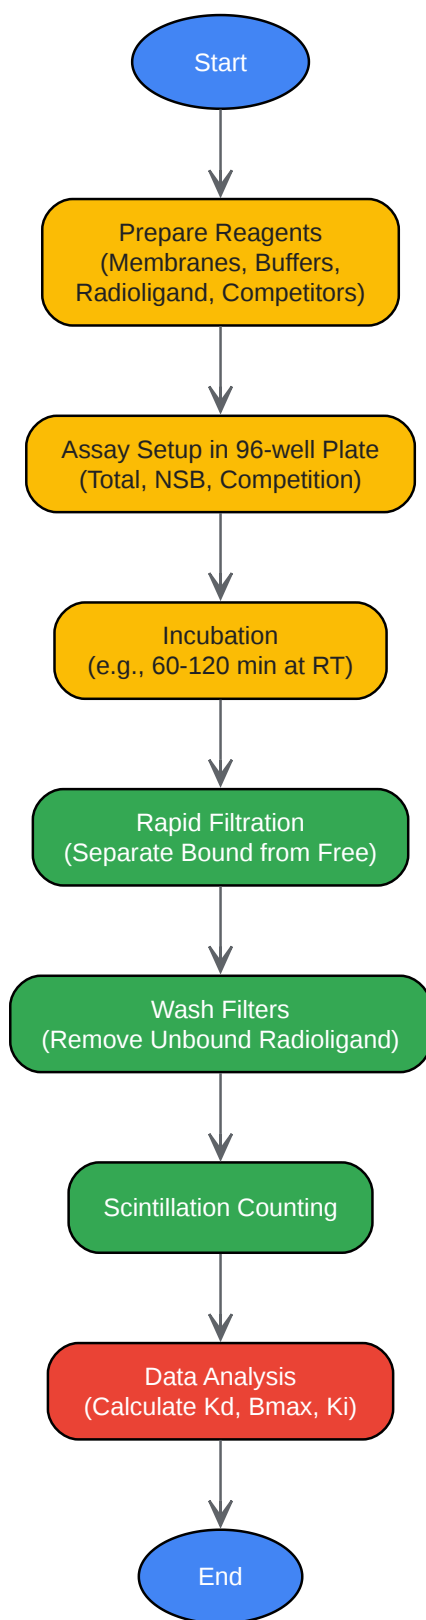 Start
Prepare Reagents
(Membranes, Buffers,
Radioligand, Competitors)
Assay Setup in 96-well Plate
(Total, NSB, Competition)
Incubation
(e.g., 60-120 min at RT)
Rapid Filtration
(Separate Bound from Free)
Wash Filters
(Remove Unbound Radioligand)
Scintillation Counting
Data Analysis
(Calculate Kd, Bmax, Ki)
End